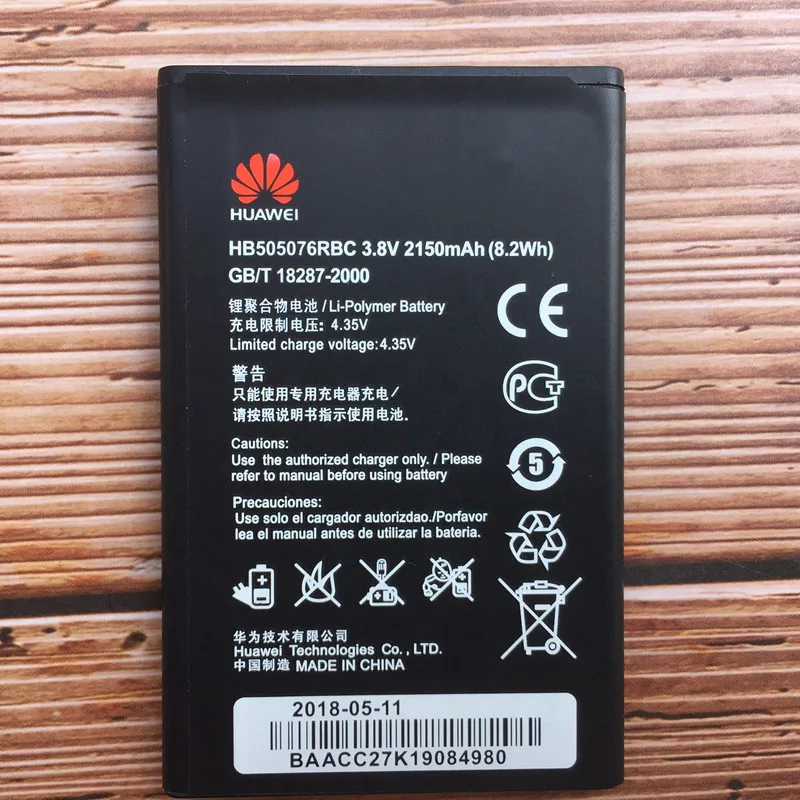 HUAWEI
HB505076RBC 3.8V 2150mAh (8.2Wh)
GB/T 18287-2000
锂聚合物电池 / Li-Polymer Battery
充电限制电压: 4.35V
Limited charge voltage:4.35V
警告
只能使用专用充电器充电/
请按照说明书指示使用电池.
Cautions:
Use the authorized charger only. / Please
refer to manual before using battery
Precauciones:
Use solo el cargador autorizdao./Porfavor
lea el manual antes de utilizar la batería.
CE
PCT
5
华为技术有限公司
Huawei Technologies Co., LTD.
中国制造 MADE IN CHINA
2018-05-11
BAACC27K19084980